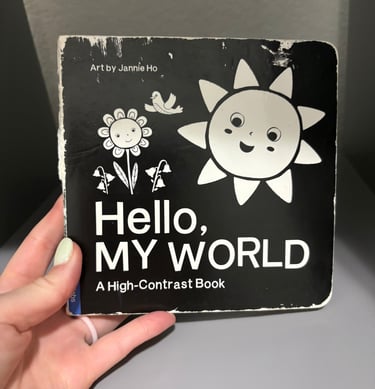 Art by Jannie Ho
Hello,
MY WORLD
A High-Contrast Book